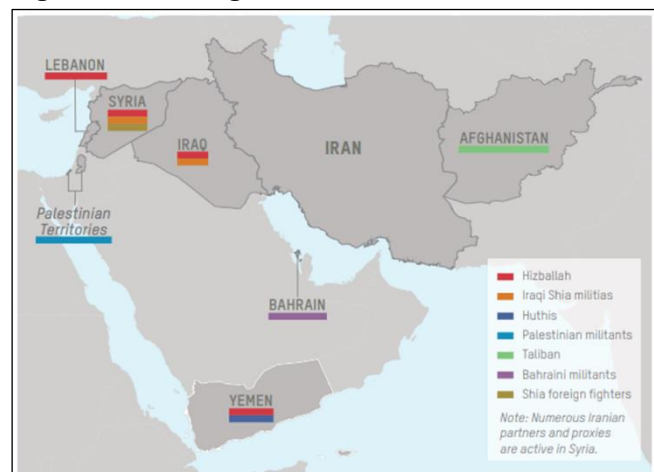 LEBANON
SYRIA
IRAQ
IRAN
AFGHANISTAN
Palestinian
Territories
BAHRAIN
YEMEN
Hizballah
Iraqi Shia militias
Huthis
Palestinian militants
Taliban
Bahraini militants
Shia foreign fighters
Note: Numerous Iranian
partners and proxies
are active in Syria.